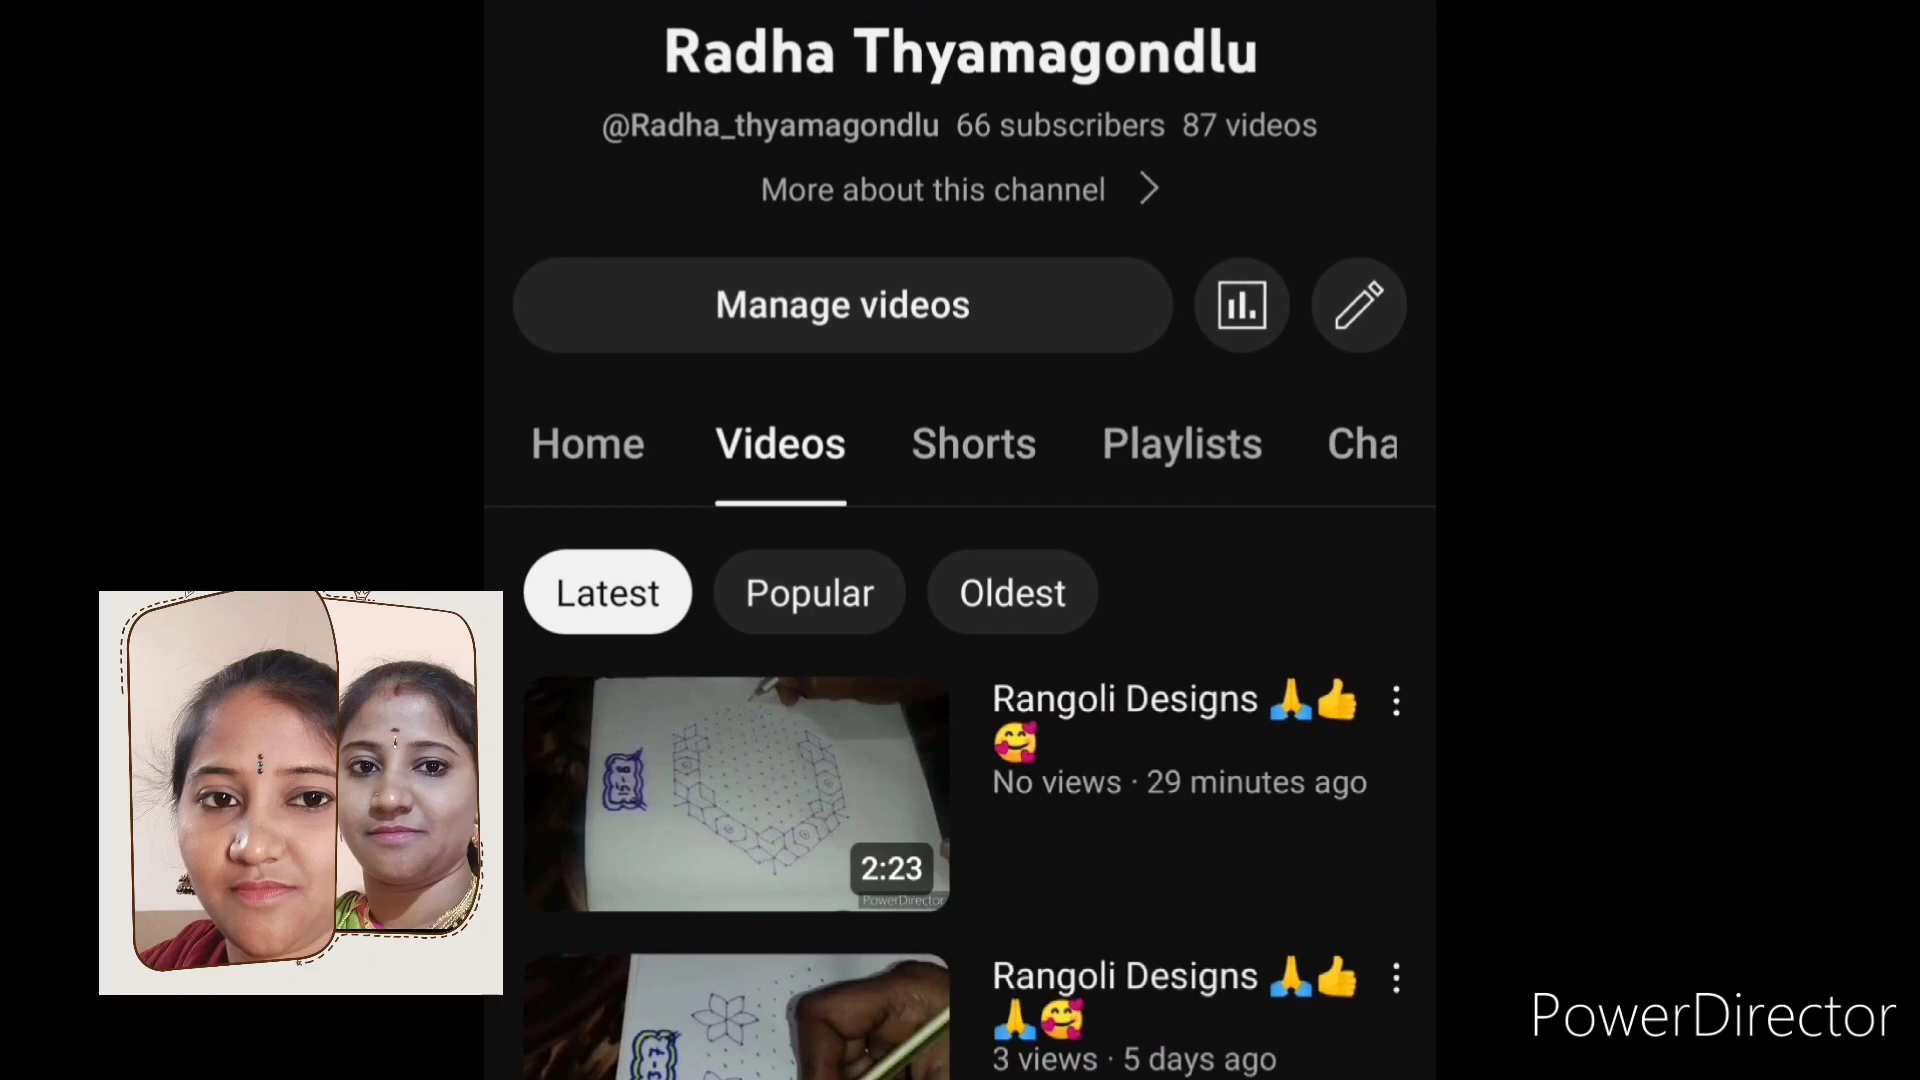 Radha Thyamagondlu
@Radha_thyamagondlu 66 subscribers 87 videos
More about this channel
Manage videos
Home Videos Shorts Playlists Cha
Latest Popular Oldest
Rangoli Designs 🙏👍
🥰
No views · 29 minutes ago
2:23
PowerDirector
Rangoli Designs 🙏👍
🙏🥰
3 views · 5 days ago
PowerDirector